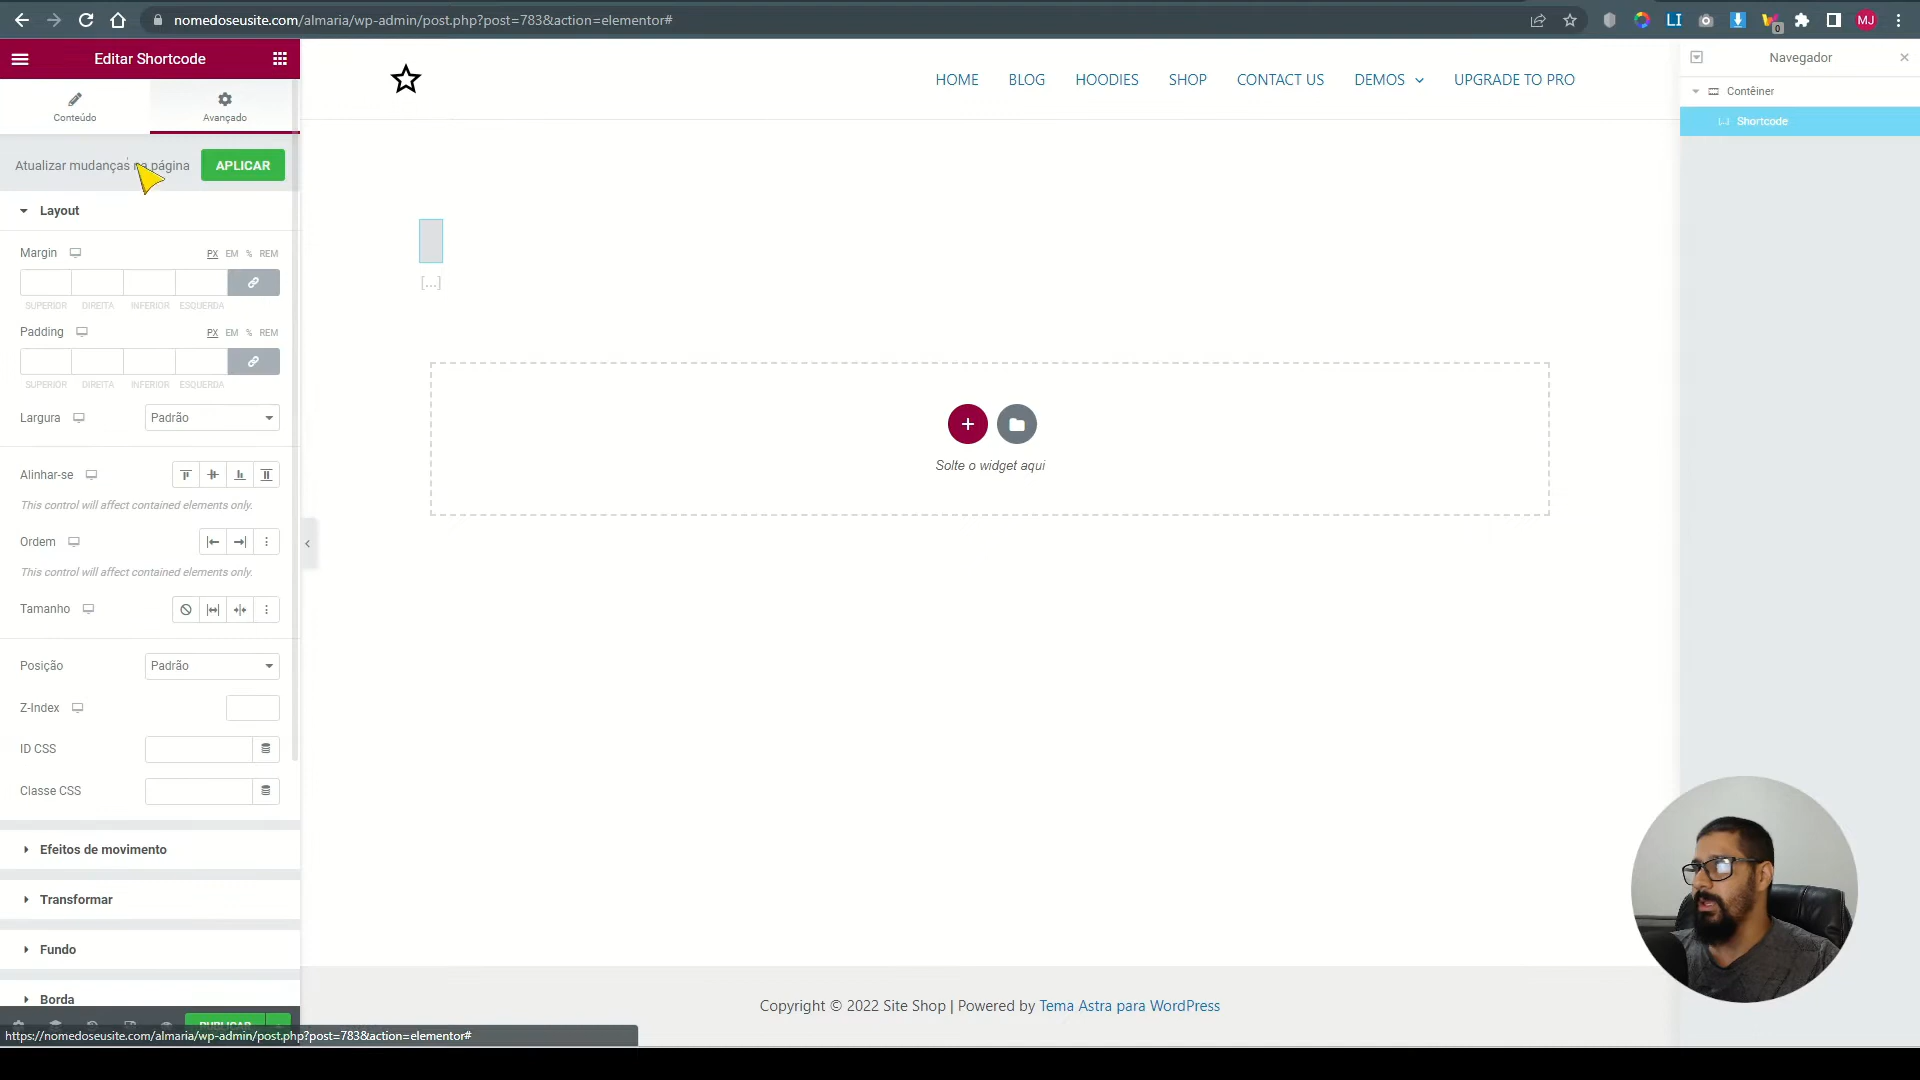 nomedoseusite.com/almaria/wp-admin/post.php?post=783&action=elementor#
LI
0
MJ
Editar Shortcode
Conteúdo
Avançado
Atualizar mudanças na página
APLICAR
Layout
Margin
PX EM % REM
SUPERIOR DIREITA INFERIOR ESQUERDA
Padding
PX EM % REM
SUPERIOR DIREITA INFERIOR ESQUERDA
Largura
Padrão
Alinhar-se
This control will affect contained elements only.
Ordem
This control will affect contained elements only.
Tamanho
Posição
Padrão
Z-Index
ID CSS
Classe CSS
Efeitos de movimento
Transformar
Fundo
Borda
PUBLICAR
https://nomedoseusite.com/almaria/wp-admin/post.php?post=783&action=elementor#
HOME
BLOG
HOODIES
SHOP
CONTACT US
DEMOS
UPGRADE TO PRO
[...]
Solte o widget aqui
Copyright © 2022 Site Shop | Powered by Tema Astra para WordPress
Navegador
Contêiner
[...] Shortcode